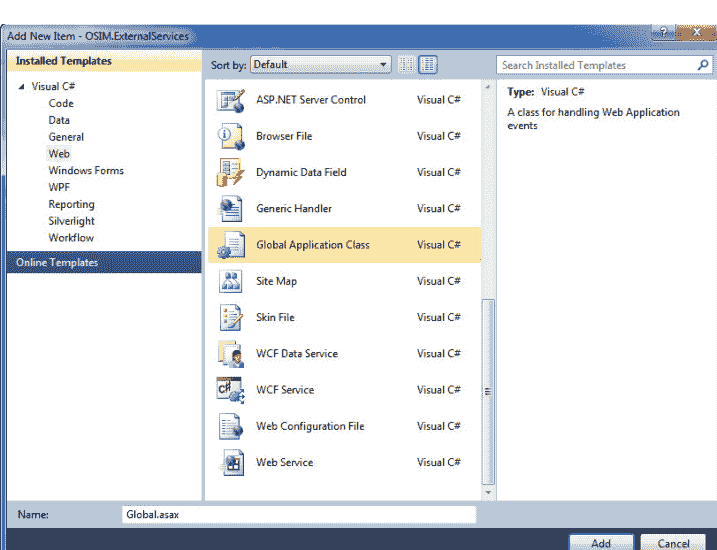 Add New Item - OSIM.ExternalServices
Installed Templates
Visual C#
Code
Data
General
Web
Windows Forms
WPF
Reporting
Silverlight
Workflow
Online Templates
Sort by: Default
ASP.NET Server Control Visual C#
Browser File Visual C#
Dynamic Data Field Visual C#
Generic Handler Visual C#
Global Application Class Visual C#
Site Map Visual C#
Skin File Visual C#
WCF Data Service Visual C#
WCF Service Visual C#
Web Configuration File Visual C#
Web Service Visual C#
Search Installed Templates
Type: Visual C#
A class for handling Web Application
events
Name: Global.asax
Add Cancel